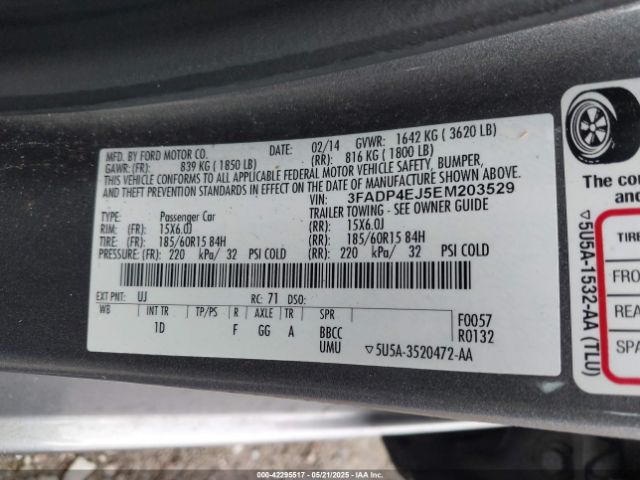 MFD. BY FORD MOTOR CO. DATE: 02/14 GVWR: 1642 KG ( 3620 LB)
GAWR: (FR): 839 KG ( 1850 LB) (RR): 816 KG ( 1800 LB)
THIS VEHICLE CONFORMS TO ALL APPLICABLE FEDERAL MOTOR VEHICLE SAFETY, BUMPER,
AND THEFT PREVENTION STANDARDS IN EFFECT ON THE DATE OF MANUFACTURE SHOWN ABOVE.
VIN: 3FADP4EJ5EM203529
TYPE: Passenger Car TRAILER TOWING - SEE OWNER GUIDE
RIM: (FR): 15X6.0J (RR): 15X6.0J
TIRE: (FR): 185/60R15 84H (RR): 185/60R15 84H
PRESSURE: (FR): 220 kPa/ 32 PSI COLD (RR): 220 kPa/ 32 PSI COLD
EXT PNT: UJ RC: 71 DSO:
WB INT TR TP/PS R AXLE TR SPR F0057
1D F GG A BBCC R0132
UMU ▽5U5A-3520472-AA
The co
and
▽5U5A-1532-AA (TLU)
TIRE
FRO
REA
SPA
000-42295517 - 05/21/2025 - IAAI.COM